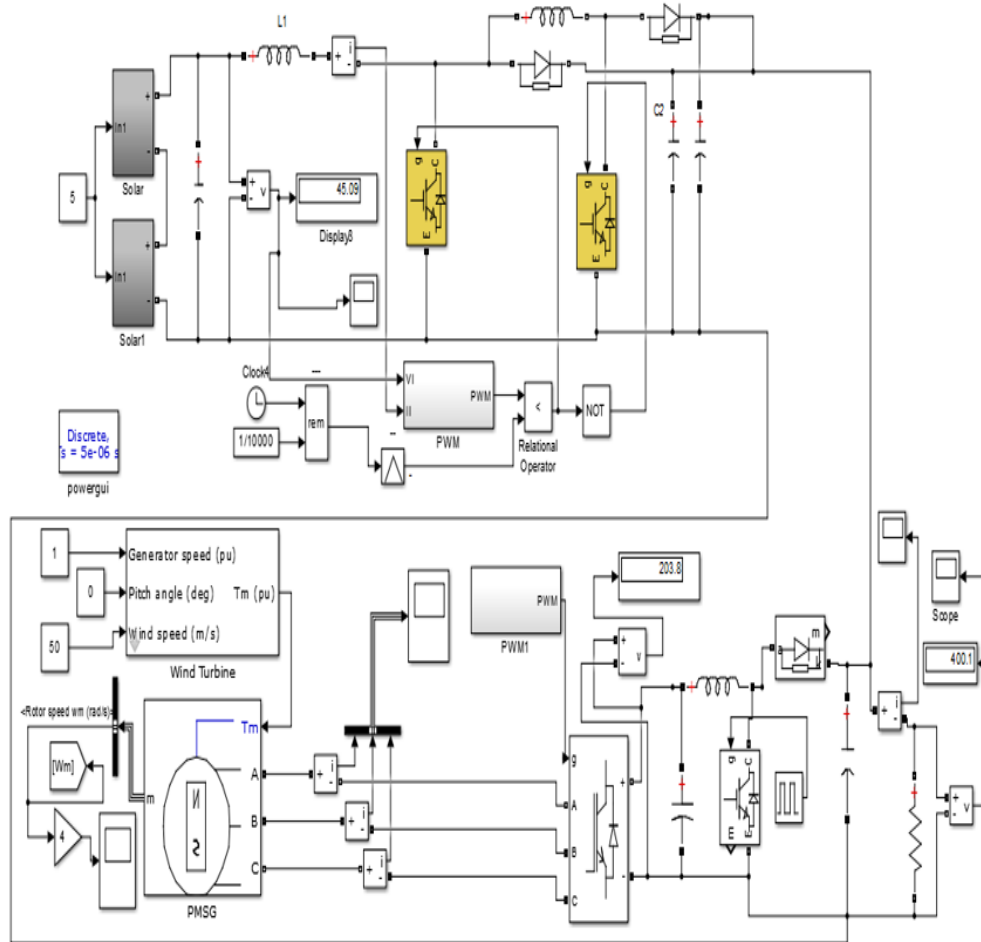 L1
i
+
-
C2
+
In1
-
Solar
5
+
In1
-
Solar1
+
-
v
45.09
Display3
g
C
E
g
C
E
Clock4
---
1/10000
rem
VI
II
PWM
PWM
--
-
<
Relational
Operator
NOT
Discrete,
Ts = 5e-06 s
powergui
1
Generator speed (pu)
0
Pitch angle (deg)
Tm (pu)
50
Wind speed (m/s)
Wind Turbine
PWM
PWM1
203.8
+
-
v
Scope
400.1
<Rotor speed wm (rad/s)>
[Wm]
4
m
Tm
N
S
A
B
C
PMSG
+
-
i
+
-
i
+
-
i
g
A
B
C
+
-
g
C
E
a
m
k
+
-
i
+
-
v